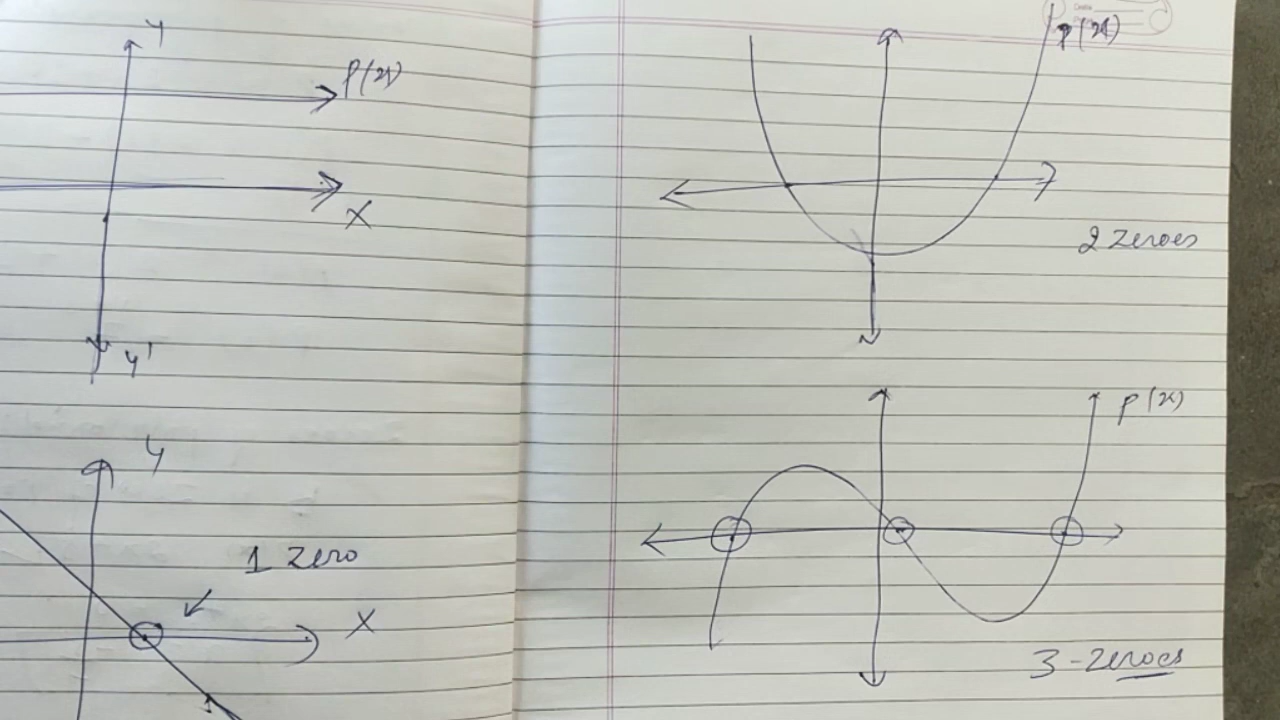 y
P(x)
X
y'
y
1 Zero
X
p(x)
2 Zeroes
p(x)
3-Zeroes